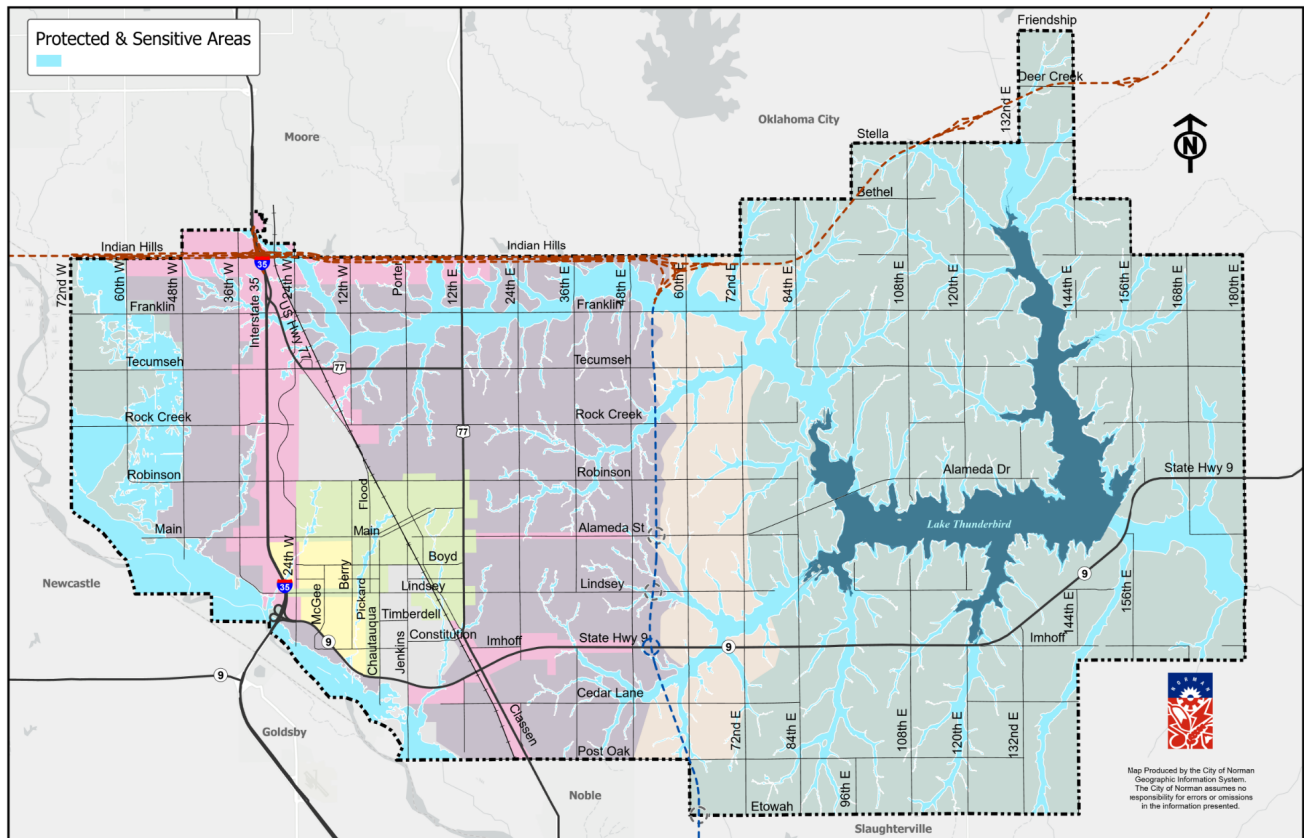 Protected & Sensitive Areas
Friendship
Deer Creek
132nd E
Oklahoma City
Moore
Stella
N
Bethel
Indian Hills
Indian Hills
72nd W
60th W
48th W
36th W
35
24th W
12th W
Porter
12th E
24th E
36th E
48th E
60th E
72nd E
84th E
108th E
120th E
144th E
156th E
168th E
180th E
Interstate 35
US Hwy 77
Franklin
Franklin
Tecumseh
77
Tecumseh
Rock Creek
Rock Creek
77
Robinson
Robinson
Alameda Dr
State Hwy 9
Flood
Main
Main
Alameda St
Lake Thunderbird
Boyd
24th W
Berry
Newcastle
35
McGee
Pickard
Lindsey
Lindsey
9
Chautauqua
Timberdell
144th E
156th E
9
Jenkins
Constitution
Imhoff
State Hwy 9
9
Imhoff
9
Cedar Lane
NORMAN
Goldsby
Classen
72nd E
84th E
108th E
120th E
132nd E
Post Oak
96th E
Map Produced by the City of Norman
Geographic Information System.
The City of Norman assumes no
responsibility for errors or omissions
in the information presented.
Noble
Etowah
Slaughterville